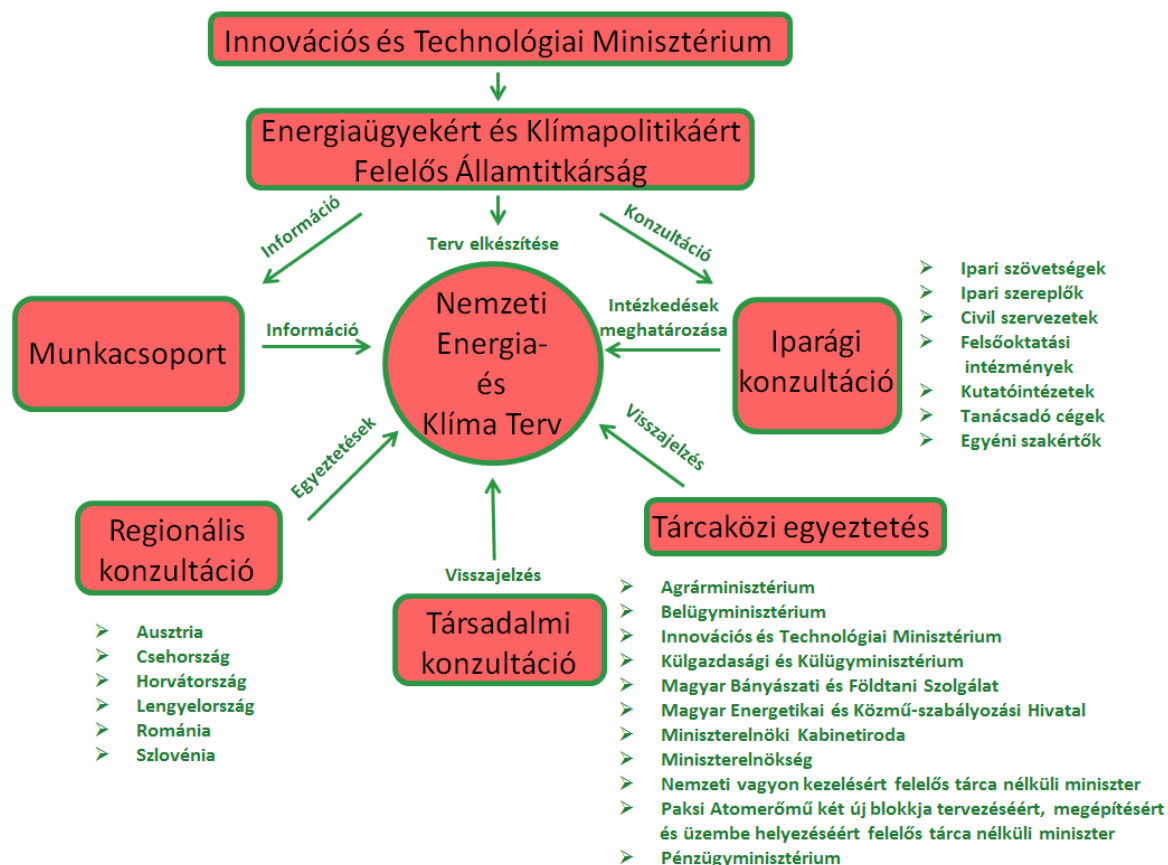 Innovációs és Technológiai Minisztérium
Energiaügyekért és Klímapolitikáért
Felelős Államtitkárság
Információ
Terv elkészítése
Konzultáció
Munkacsoport
Információ
Nemzeti
Energia-
és
Klíma Terv
Intézkedések
meghatározása
Iparági
konzultáció
➢ Ipari szövetségek
➢ Ipari szereplők
➢ Civil szervezetek
➢ Felsőoktatási
intézmények
➢ Kutatóintézetek
➢ Tanácsadó cégek
➢ Egyéni szakértők
Egyeztetések
Visszajelzés
Regionális
konzultáció
➢ Ausztria
➢ Csehország
➢ Horvátország
➢ Lengyelország
➢ Románia
➢ Szlovénia
Visszajelzés
Társadalmi
konzultáció
Tárcaközi egyeztetés
➢ Agrárminisztérium
➢ Belügyminisztérium
➢ Innovációs és Technológiai Minisztérium
➢ Külgazdasági és Külügyminisztérium
➢ Magyar Bányászati és Földtani Szolgálat
➢ Magyar Energetikai és Közmű-szabályozási Hivatal
➢ Miniszterelnöki Kabinetiroda
➢ Miniszterelnökség
➢ Nemzeti vagyon kezelésért felelős tárca nélküli miniszter
➢ Paksi Atomerőmű két új blokkja tervezéséért, megépítésért
és üzembe helyezéséért felelős tárca nélküli miniszter
➢ Pénzügyminisztérium